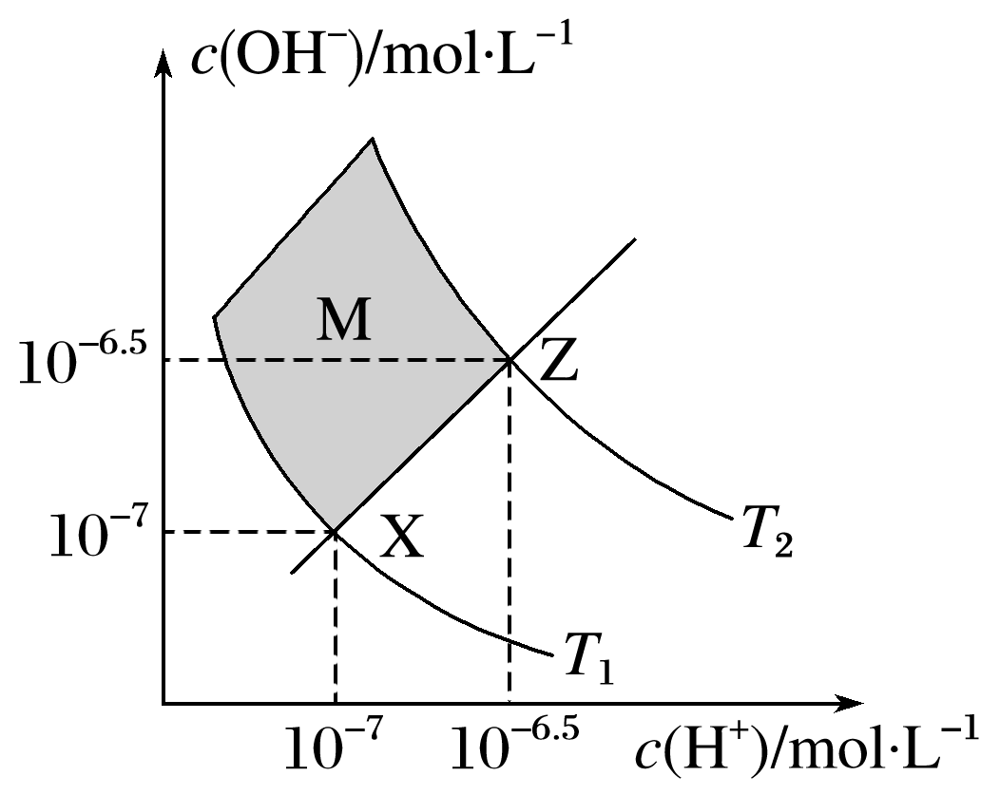 c(OH⁻)/mol·L⁻¹
M
10⁻⁶·⁵
Z
10⁻⁷
X
T₂
T₁
10⁻⁷ 10⁻⁶·⁵ c(H⁺)/mol·L⁻¹